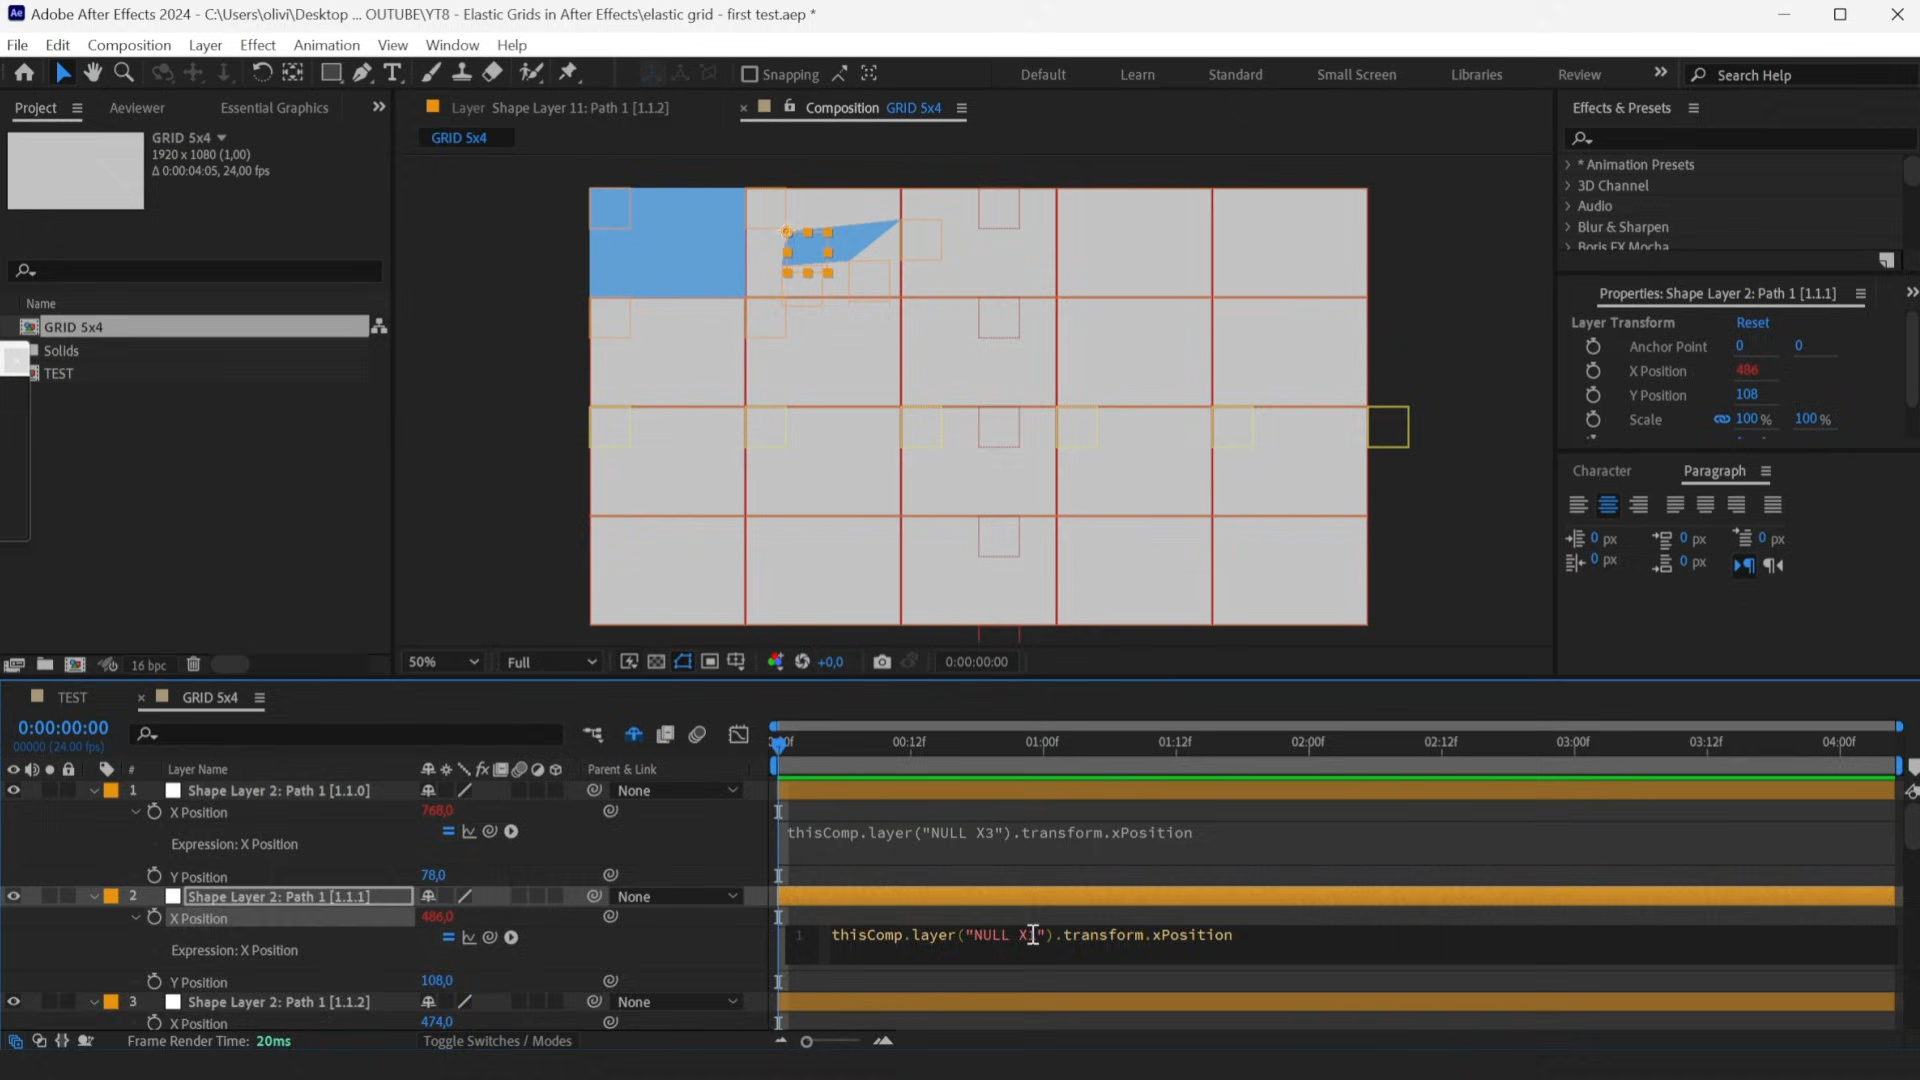 Adobe After Effects 2024 - C:\Users\olivi\Desktop ... OUTUBE\YT8 - Elastic Grids in After Effects\elastic grid - first test.aep *
File Edit Composition Layer Effect Animation View Window Help
Snapping Default Learn Standard Small Screen Libraries Review Search Help
Project Aeviewer Essential Graphics Layer Shape Layer 11: Path 1 [1.1.2] Composition GRID 5x4 Effects & Presets
GRID 5x4
1920 x 1080 (1,00)
Δ 0:00:04:05, 24,00 fps
GRID 5x4
* Animation Presets
3D Channel
Audio
Blur & Sharpen
Boris FX Mocha
Name
GRID 5x4
Solids
TEST
Properties: Shape Layer 2: Path 1 [1.1.1]
Layer Transform Reset
Anchor Point 0 0
X Position 486
Y Position 108
Scale 100 % 100 %
Character Paragraph
0 px 0 px 0 px
0 px 0 px
16 bpc 50% Full +0,0 0:00:00:00
TEST GRID 5x4
0:00:00:00
00000 (24.00 fps)
00:12f 01:00f 01:12f 02:00f 02:12f 03:00f 03:12f 04:00f
# Layer Name Parent & Link
1 Shape Layer 2: Path 1 [1.1.0] None
X Position 768,0
Expression: X Position
thisComp.layer("NULL X3").transform.xPosition
Y Position 78,0
2 Shape Layer 2: Path 1 [1.1.1] None
X Position 486,0
Expression: X Position
1 thisComp.layer("NULL ").transform.xPosition
Y Position 108,0
3 Shape Layer 2: Path 1 [1.1.2] None
X Position 474,0
Frame Render Time: 20ms Toggle Switches / Modes